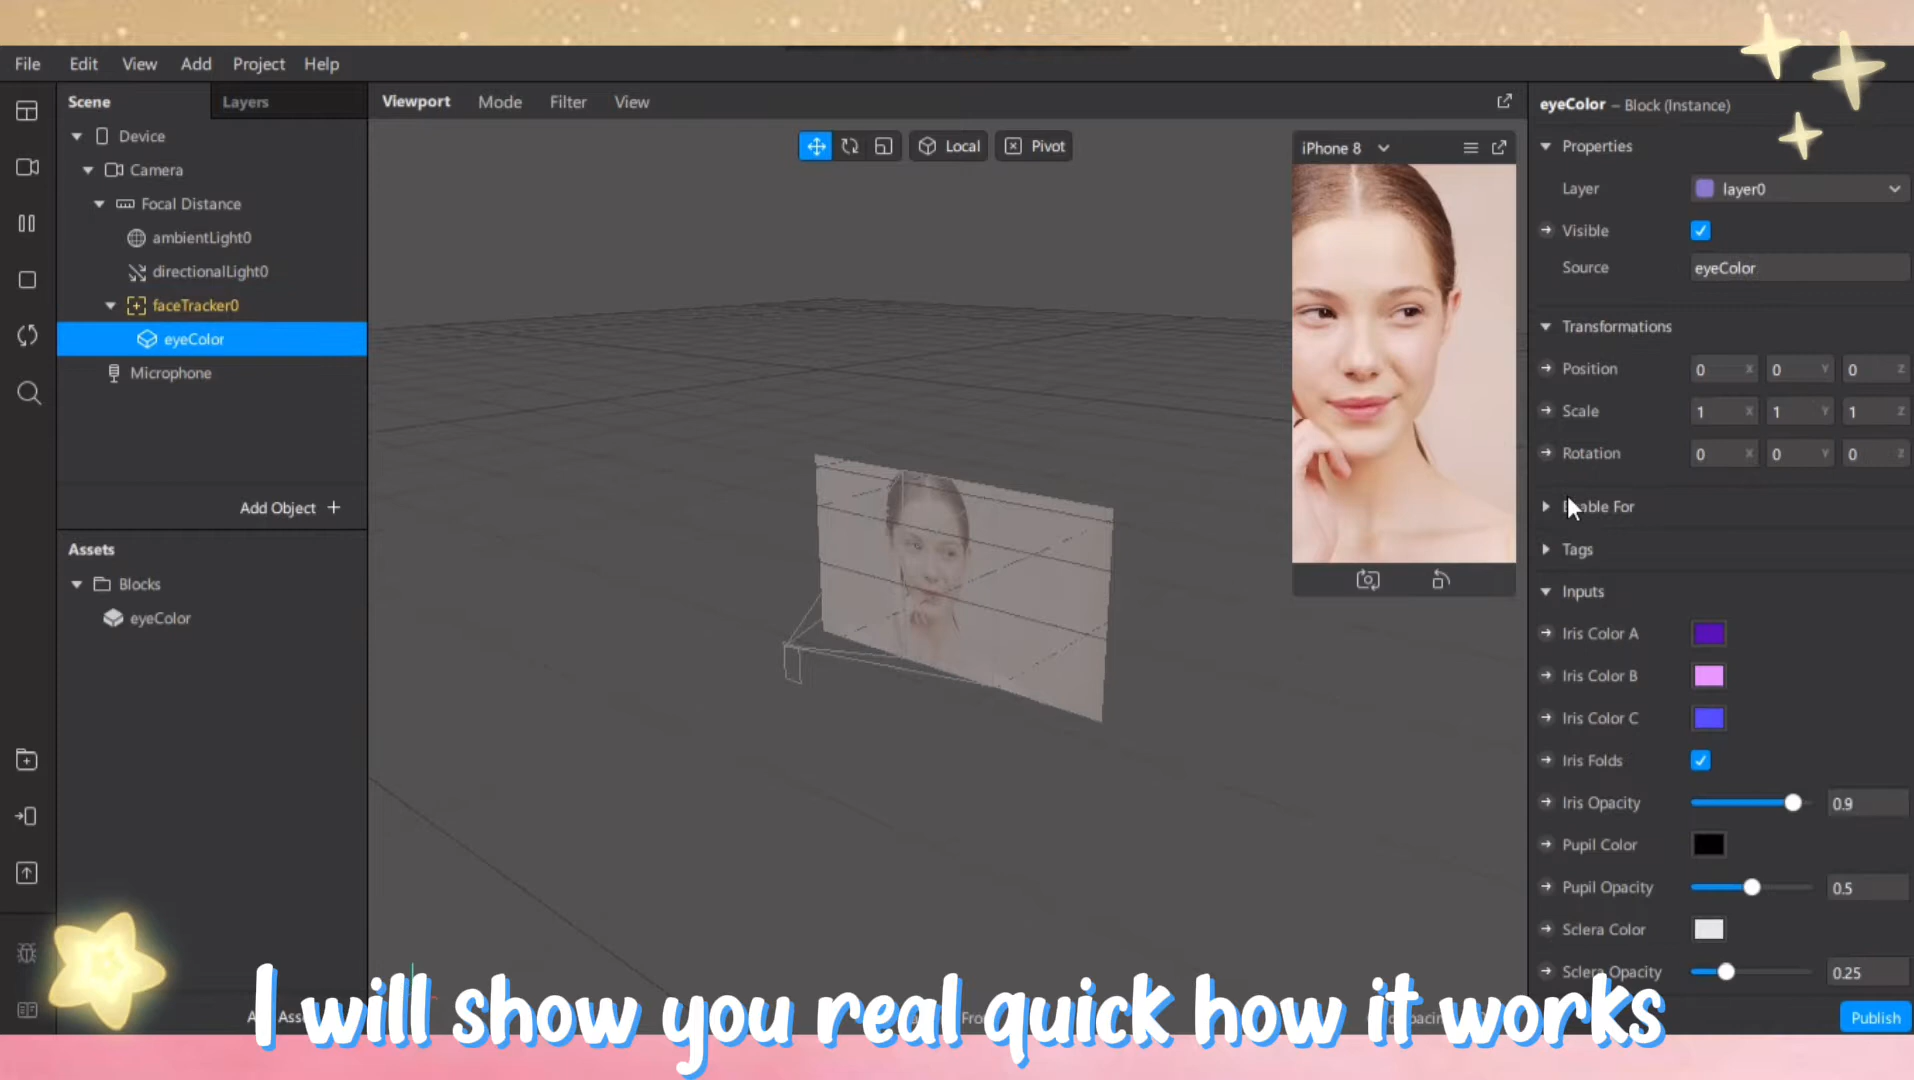 File Edit View Add Project Help
Scene Layers
Device
Camera
Focal Distance
ambientLight0
directionalLight0
faceTracker0
eyeColor
Microphone
Add Object +
Assets
Blocks
eyeColor
Viewport Mode Filter View
Local Pivot
iPhone 8
eyeColor – Block (Instance)
Properties
Layer layer0
Visible
Source eyeColor
Transformations
Position 0 X 0 Y 0 Z
Scale 1 X 1 Y 1 Z
Rotation 0 X 0 Y 0 Z
For
Tags
Inputs
Iris Color A
Iris Color B
Iris Color C
Iris Folds
Iris Opacity 0.9
Pupil Color
Pupil Opacity 0.5
Sclera Color
Sclera Opacity 0.25
Publish
I will show you real quick how it works